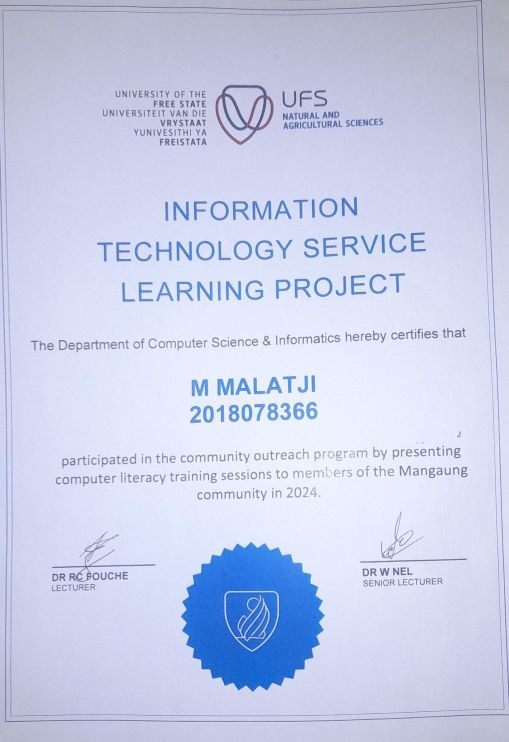 UNIVERSITY OF THE
FREE STATE
UNIVERSITEIT VAN DIE
VRYSTAAT
YUNIVESITHI YA
FREISTATA
UFS
NATURAL AND
AGRICULTURAL SCIENCES
INFORMATION
TECHNOLOGY SERVICE
LEARNING PROJECT
The Department of Computer Science & Informatics hereby certifies that
M MALATJI
2018078366
participated in the community outreach program by presenting
computer literacy training sessions to members of the Mangaung
community in 2024.
DR RC FOUCHE
LECTURER
DR W NEL
SENIOR LECTURER